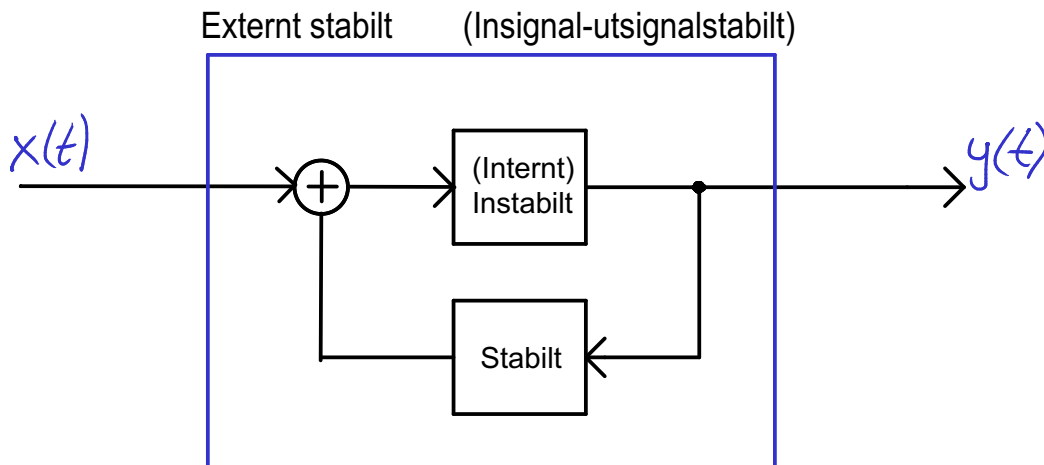 Externt stabilt (Insignal-utsignalstabilt)
x(t)
y(t)
+
(Internt)
Instabilt
Stabilt